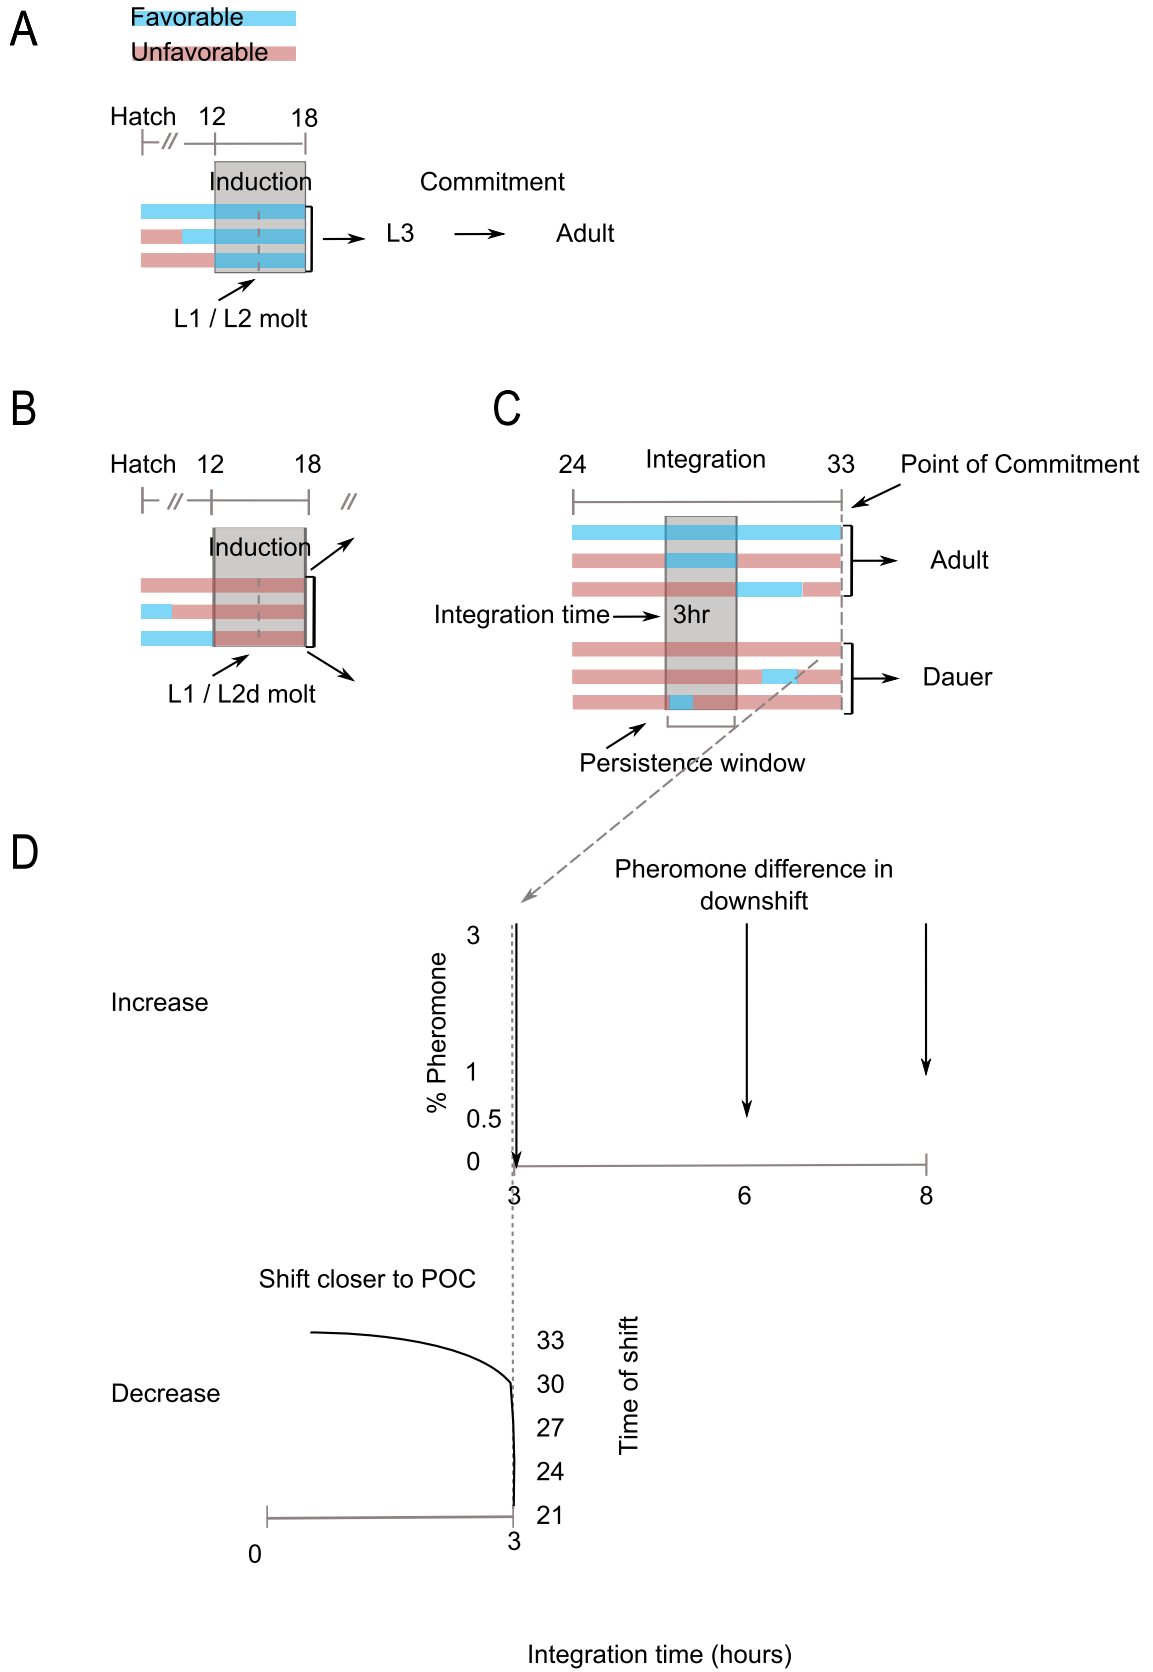 A
Favorable
Unfavorable
Hatch 12 18
Induction Commitment
L3 Adult
L1 / L2 molt
B
Hatch 12 18
Induction
L1 / L2d molt
C
24 Integration 33 Point of Commitment
Adult
Integration time 3hr
Dauer
Persistence window
D
Pheromone difference in
downshift
Increase
% Pheromone
3
1
0.5
0
3 6 8
Shift closer to POC
Decrease
33
30
27
24
21
Time of shift
0 3
Integration time (hours)